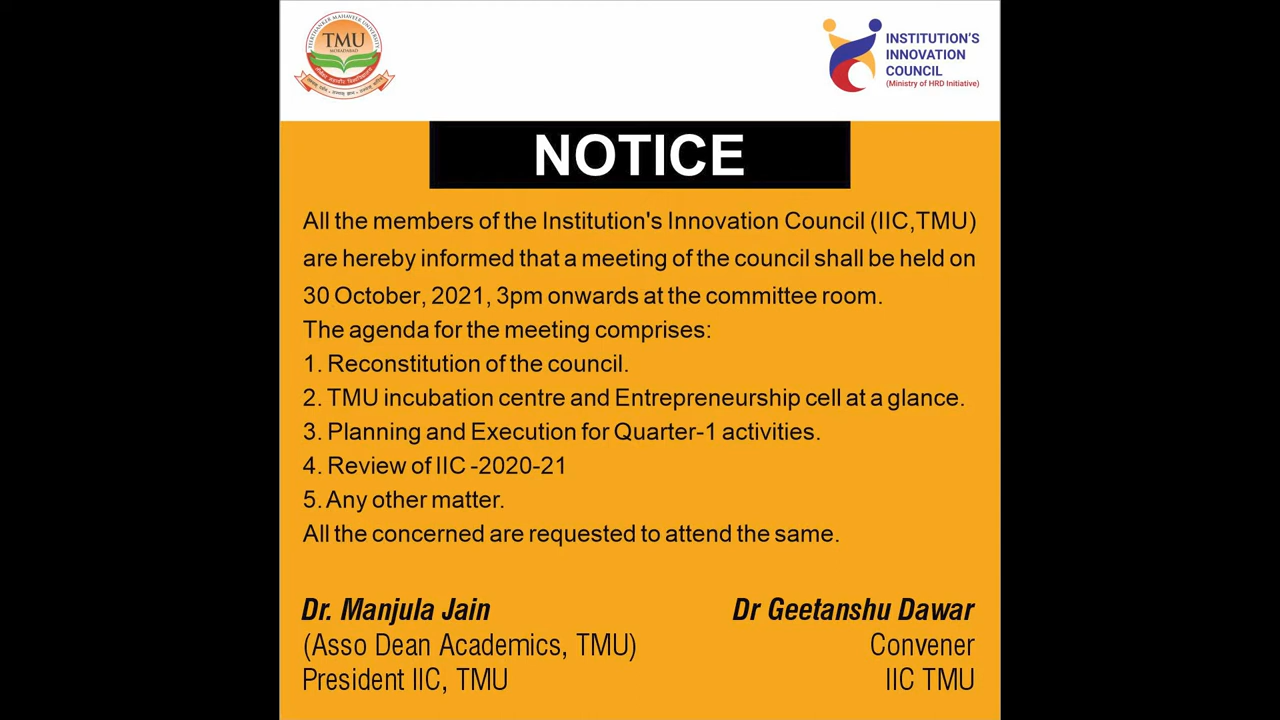 TEERTHANKER MAHAVEER UNIVERSITY
TMU
MORADABAD
INSTITUTION'S
INNOVATION
COUNCIL
(Ministry of HRD Initiative)
NOTICE
All the members of the Institution's Innovation Council (IIC,TMU)
are hereby informed that a meeting of the council shall be held on
30 October, 2021, 3pm onwards at the committee room.
The agenda for the meeting comprises:
1. Reconstitution of the council.
2. TMU incubation centre and Entrepreneurship cell at a glance.
3. Planning and Execution for Quarter-1 activities.
4. Review of IIC -2020-21
5. Any other matter.
All the concerned are requested to attend the same.
Dr. Manjula Jain
(Asso Dean Academics, TMU)
President IIC, TMU
Dr Geetanshu Dawar
Convener
IIC TMU